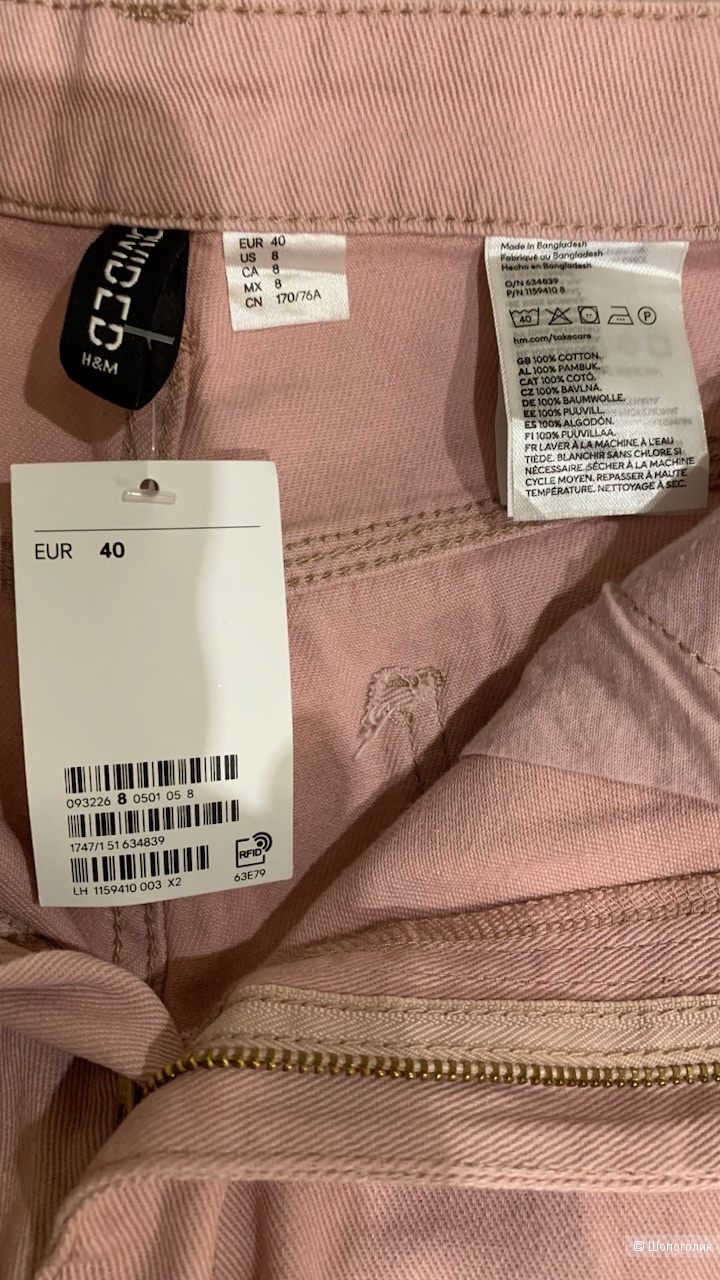 H&M
EUR 40
US 8
CA 8
MX 8
CN 170/76A
Made in Bangladesh
Fabriqué au Bangladesh
Hecho en Bangladesh
O/N 634839
P/N 1159410 8
40 P
hm.com/takecare
GB 100% COTTON.
AL 100% PAMBUK.
CAT 100% COTÓ.
CZ 100% BAVLNA.
DE 100% BAUMWOLLE.
EE 100% PUUVILL.
ES 100% ALGODÓN.
FI 100% PUUVILLAA.
FR LAVER À LA MACHINE À L'EAU
TIÈDE. BLANCHIR SANS CHLORE SI
NÉCESSAIRE. SÉCHER À LA MACHINE
CYCLE MOYEN. REPASSER À HAUTE
TEMPÉRATURE. NETTOYAGE À SEC.
EUR 40
093226 8 0501 05 8
1747/1 51 634839
RFID
LH 1159410 003 X2
63E79
© Шопоголик